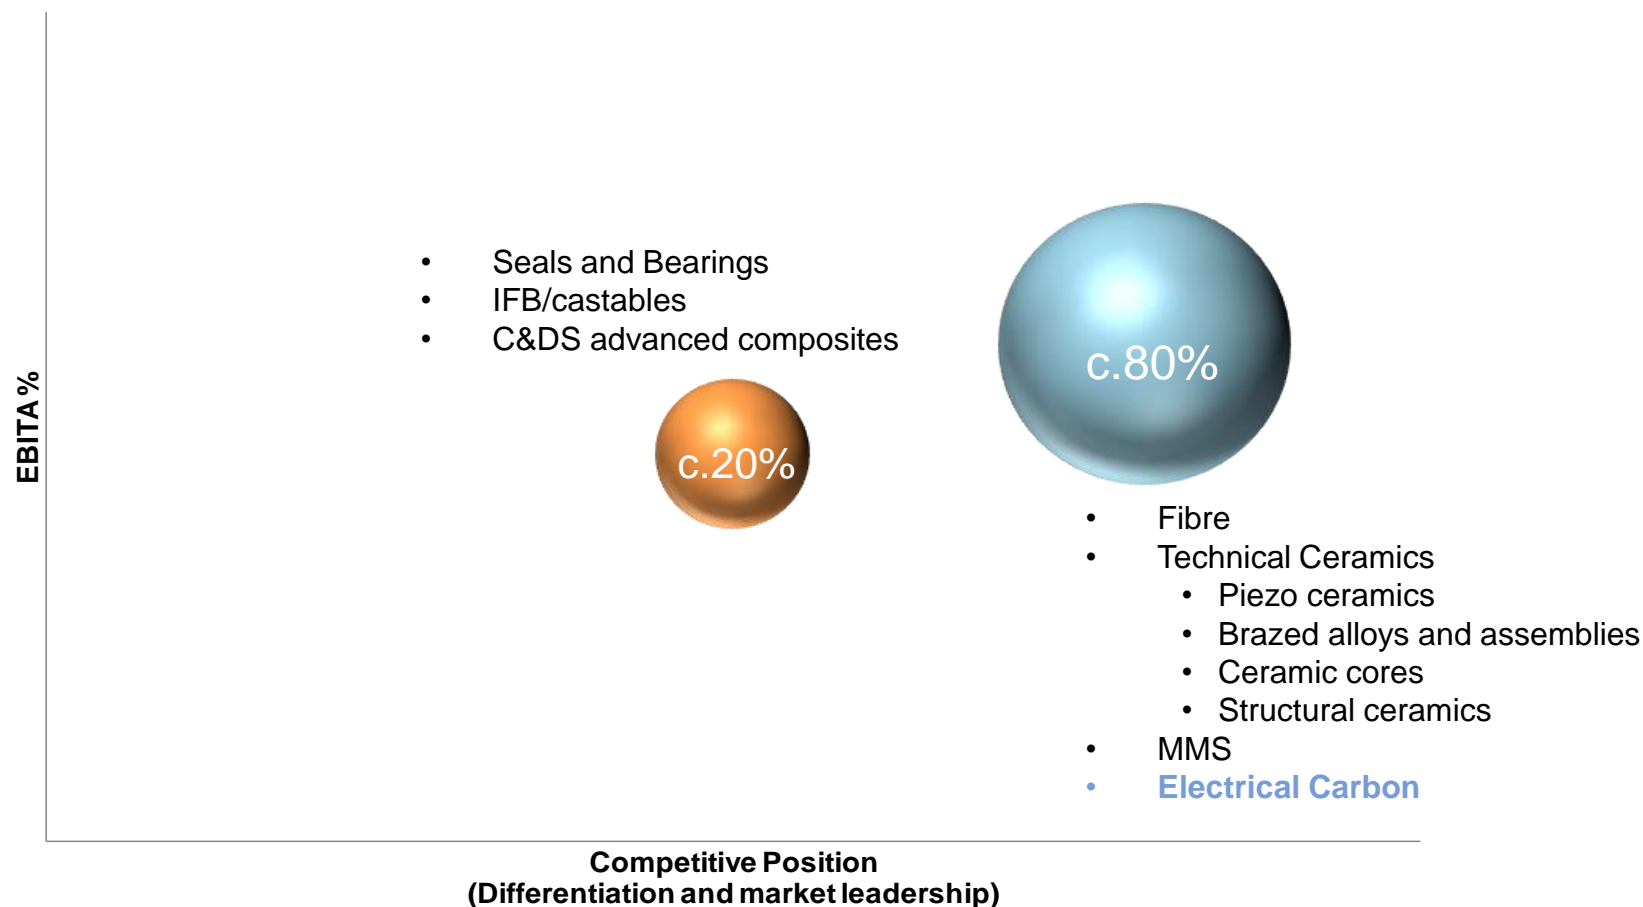 • Seals and Bearings
• IFB/castables
• C&DS advanced composites
c.80%
c.20%
EBITA %
• Fibre
• Technical Ceramics
• Piezo ceramics
• Brazed alloys and assemblies
• Ceramic cores
• Structural ceramics
• MMS
• Electrical Carbon
Competitive Position
(Differentiation and market leadership)